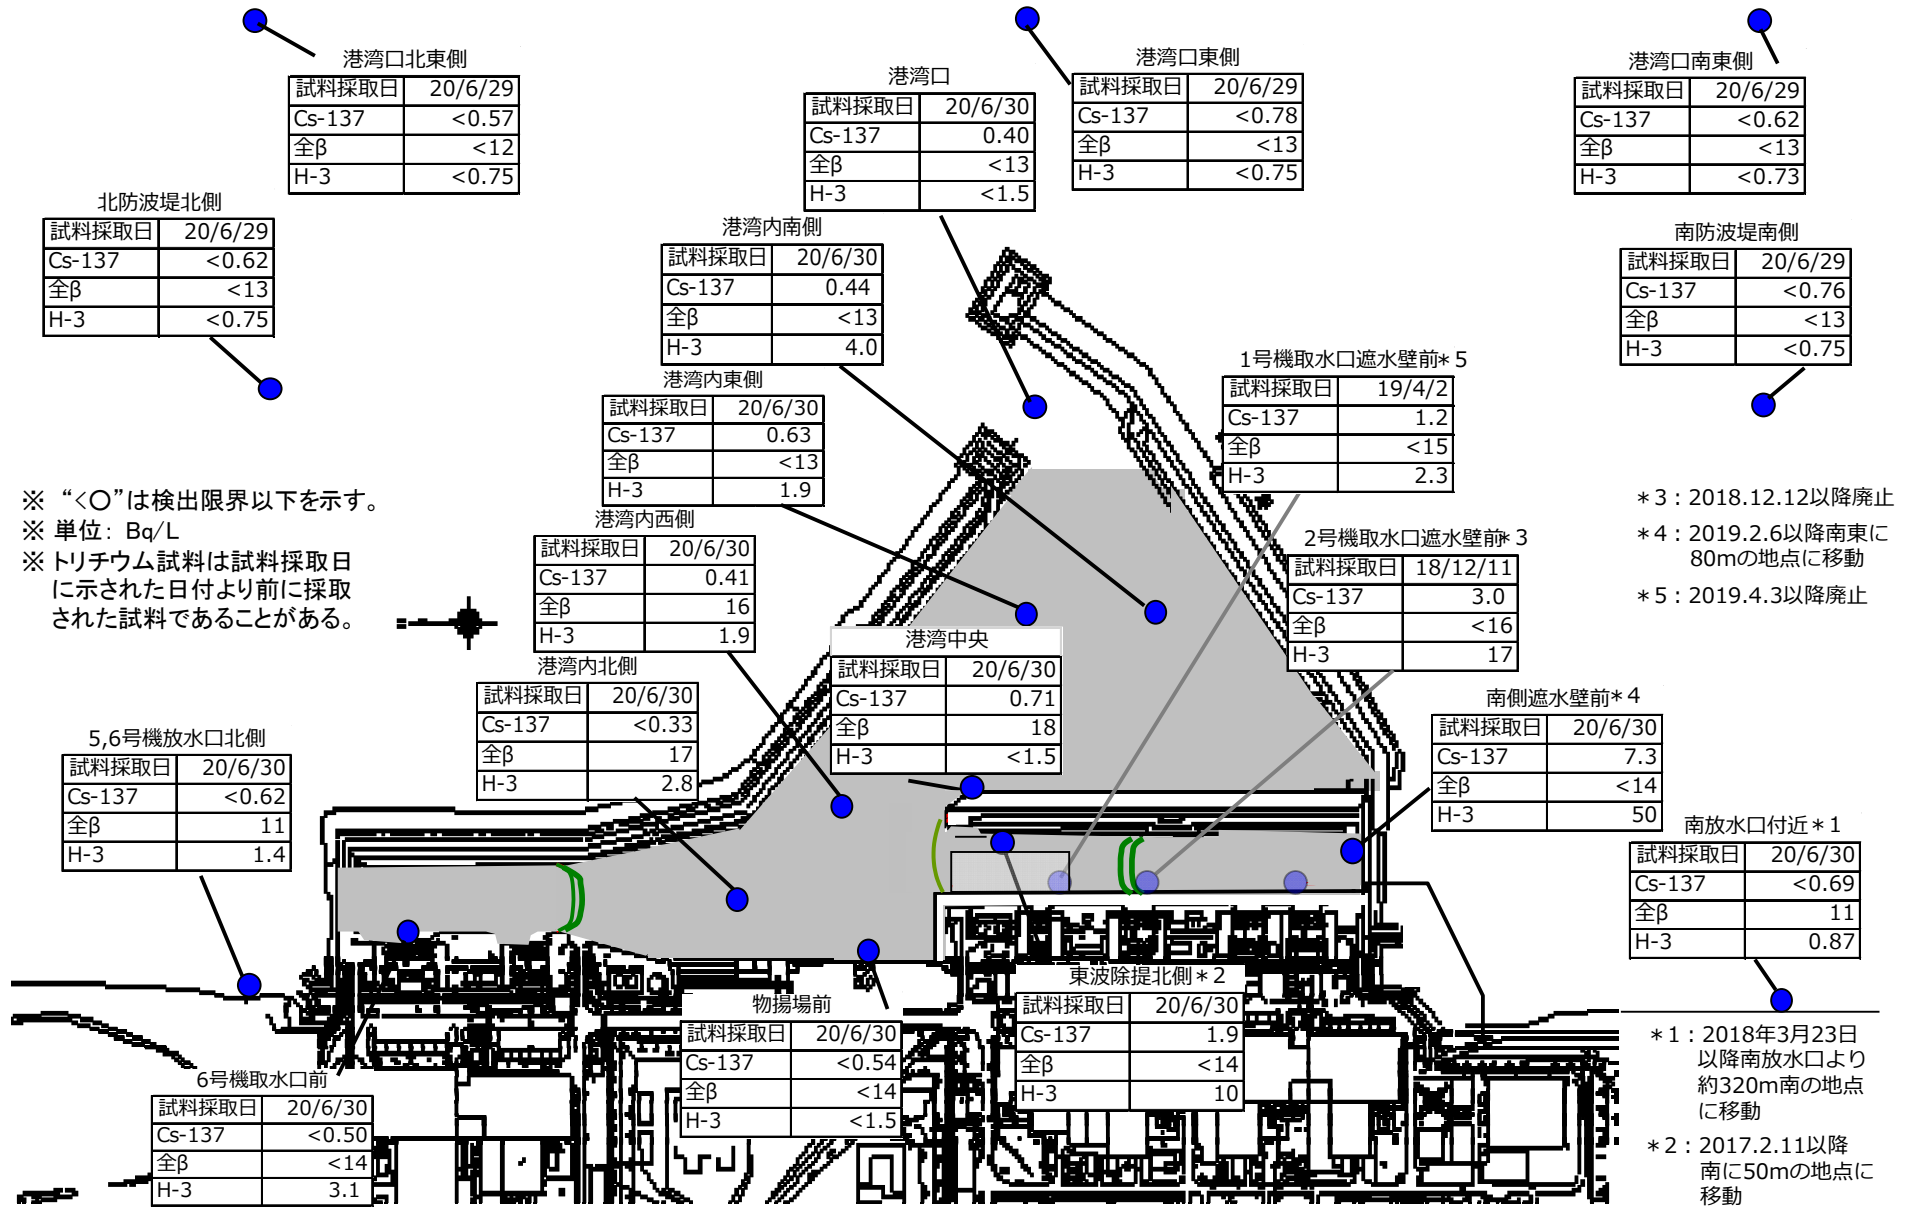 港湾口北東側
試料採取日 20/6/29
Cs-137 <0.57
全β <12
H-3 <0.75
港湾口
試料採取日 20/6/30
Cs-137 0.40
全β <13
H-3 <1.5
港湾口東側
試料採取日 20/6/29
Cs-137 <0.78
全β <13
H-3 <0.75
港湾口南東側
試料採取日 20/6/29
Cs-137 <0.62
全β <13
H-3 <0.73
北防波堤北側
試料採取日 20/6/29
Cs-137 <0.62
全β <13
H-3 <0.75
港湾内南側
試料採取日 20/6/30
Cs-137 0.44
全β <13
H-3 4.0
南防波堤南側
試料採取日 20/6/29
Cs-137 <0.76
全β <13
H-3 <0.75
港湾内東側
試料採取日 20/6/30
Cs-137 0.63
全β <13
H-3 1.9
1号機取水口遮水壁前*5
試料採取日 19/4/2
Cs-137 1.2
全β <15
H-3 2.3
※ “<○”は検出限界以下を示す。
※ 単位: Bq/L
※ トリチウム試料は試料採取日
に示された日付より前に採取
された試料であることがある。
港湾内西側
試料採取日 20/6/30
Cs-137 0.41
全β 16
H-3 1.9
2号機取水口遮水壁前*3
試料採取日 18/12/11
Cs-137 3.0
全β <16
H-3 17
*3:2018.12.12以降廃止
*4:2019.2.6以降南東に
80mの地点に移動
*5:2019.4.3以降廃止
港湾中央
試料採取日 20/6/30
Cs-137 0.71
全β 18
H-3 <1.5
港湾内北側
試料採取日 20/6/30
Cs-137 <0.33
全β 17
H-3 2.8
南側遮水壁前*4
試料採取日 20/6/30
Cs-137 7.3
全β <14
H-3 50
5,6号機放水口北側
試料採取日 20/6/30
Cs-137 <0.62
全β 11
H-3 1.4
南放水口付近*1
試料採取日 20/6/30
Cs-137 <0.69
全β 11
H-3 0.87
東波除提北側*2
試料採取日 20/6/30
Cs-137 1.9
全β <14
H-3 10
物揚場前
試料採取日 20/6/30
Cs-137 <0.54
全β <14
H-3 <1.5
6号機取水口前
試料採取日 20/6/30
Cs-137 <0.50
全β <14
H-3 3.1
*1:2018年3月23日
以降南放水口より
約320m南の地点
に移動
*2:2017.2.11以降
南に50mの地点に
移動